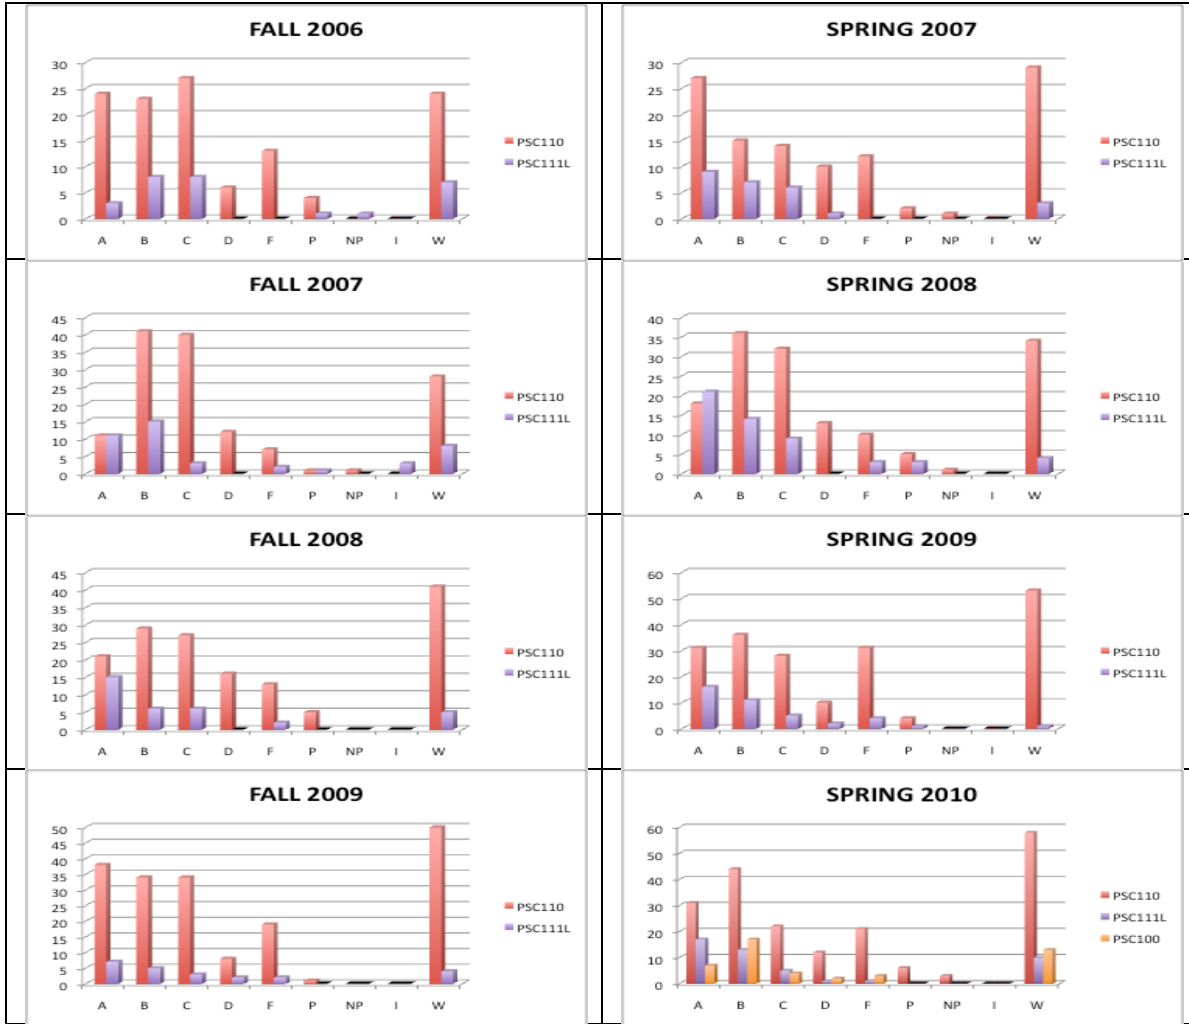 FALL 2006
30
25
20
15
10
5
0
A B C D F P NP I W
PSC110
PSC111L
SPRING 2007
30
25
20
15
10
5
0
A B C D F P NP I W
PSC110
PSC111L
FALL 2007
45
40
35
30
25
20
15
10
5
0
A B C D F P NP I W
PSC110
PSC111L
SPRING 2008
40
35
30
25
20
15
10
5
0
A B C D F P NP I W
PSC110
PSC111L
FALL 2008
45
40
35
30
25
20
15
10
5
0
A B C D F P NP I W
PSC110
PSC111L
SPRING 2009
60
50
40
30
20
10
0
A B C D F P NP I W
PSC110
PSC111L
FALL 2009
50
45
40
35
30
25
20
15
10
5
0
A B C D F P NP I W
PSC110
PSC111L
SPRING 2010
60
50
40
30
20
10
0
A B C D F P NP I W
PSC110
PSC111L
PSC100